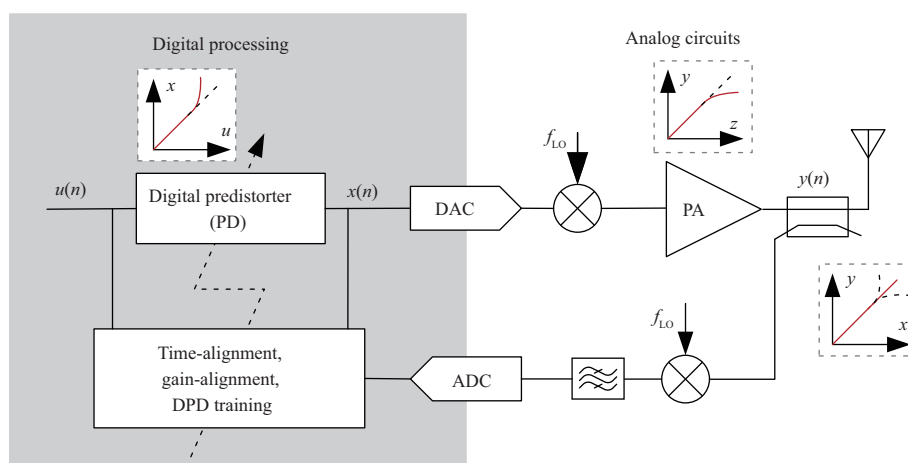 Digital processing
Analog circuits
x
u
y
z
f_LO
u(n)
Digital predistorter
(PD)
x(n)
DAC
PA
y(n)
y
x
f_LO
Time-alignment,
gain-alignment,
DPD training
ADC